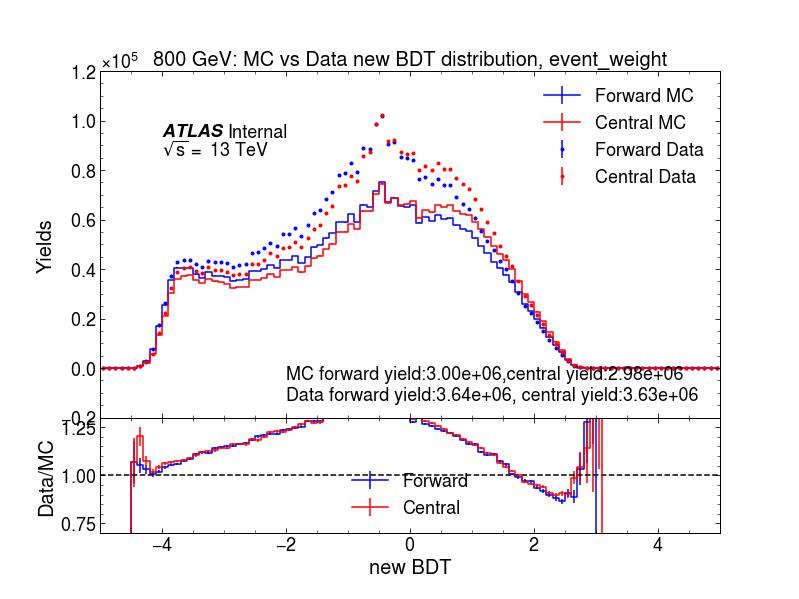 ×10⁵ 800 GeV: MC vs Data new BDT distribution, event_weight
1.2
1.0
0.8
0.6
0.4
0.2
0.0
0.2
Yields
ATLAS Internal
√s = 13 TeV
Forward MC
Central MC
Forward Data
Central Data
MC forward yield:3.00e+06,central yield:2.98e+06
Data forward yield:3.64e+06, central yield:3.63e+06
1.25
1.00
0.75
Data/MC
Forward
Central
−4 −2 0 2 4
new BDT